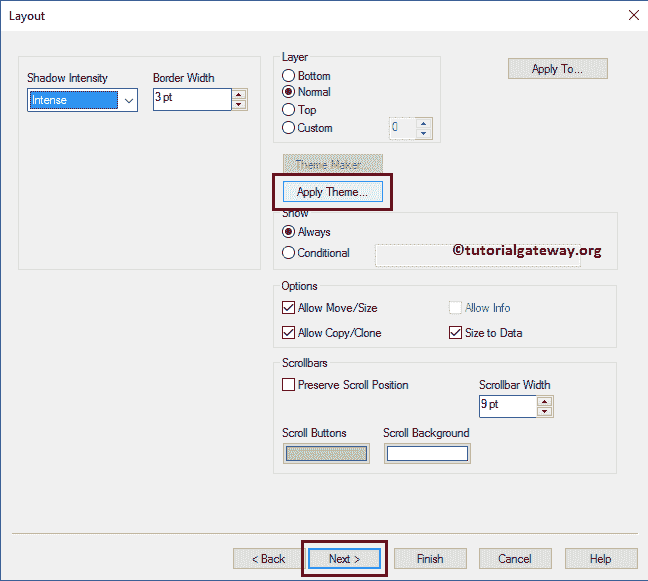 Layout
Shadow Intensity
Border Width
Intense
3 pt
Layer
Bottom
Normal
Top
Custom
0
Apply To...
Theme Maker...
Apply Theme...
Show
Always
Conditional
©tutorialgateway.org
Options
Allow Move/Size
Allow Info
Allow Copy/Clone
Size to Data
Scrollbars
Preserve Scroll Position
Scrollbar Width
9 pt
Scroll Buttons
Scroll Background
< Back
Next >
Finish
Cancel
Help